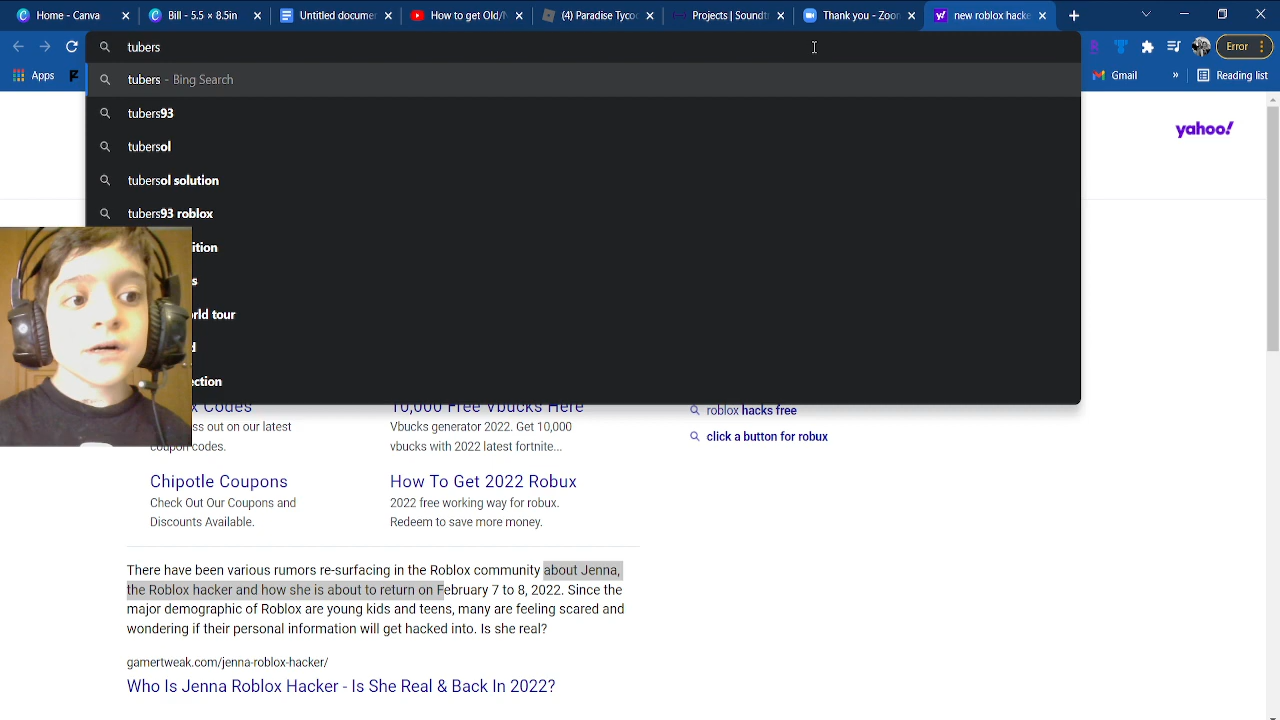 Home - Canva
Bill - 5.5 × 8.5in
Untitled documen
How to get Old/N
(4) Paradise Tyco
Projects | Soundt
Thank you - Zoon
new roblox hacke
tubers
Error
Apps
Gmail
»
Reading list
tubers - Bing Search
tubers93
tubersol
tubersol solution
tubers93 roblox
ition
s
rld tour
d
ection
yahoo!
x Codes
10,000 Free Vbucks Here
roblox hacks free
ss out on our latest
Vbucks generator 2022. Get 10,000
click a button for robux
coupon codes.
vbucks with 2022 latest fortnite...
Chipotle Coupons
How To Get 2022 Robux
Check Out Our Coupons and
2022 free working way for robux.
Discounts Available.
Redeem to save more money.
There have been various rumors re-surfacing in the Roblox community about Jenna,
the Roblox hacker and how she is about to return on February 7 to 8, 2022. Since the
major demographic of Roblox are young kids and teens, many are feeling scared and
wondering if their personal information will get hacked into. Is she real?
gamertweak.com/jenna-roblox-hacker/
Who Is Jenna Roblox Hacker - Is She Real & Back In 2022?